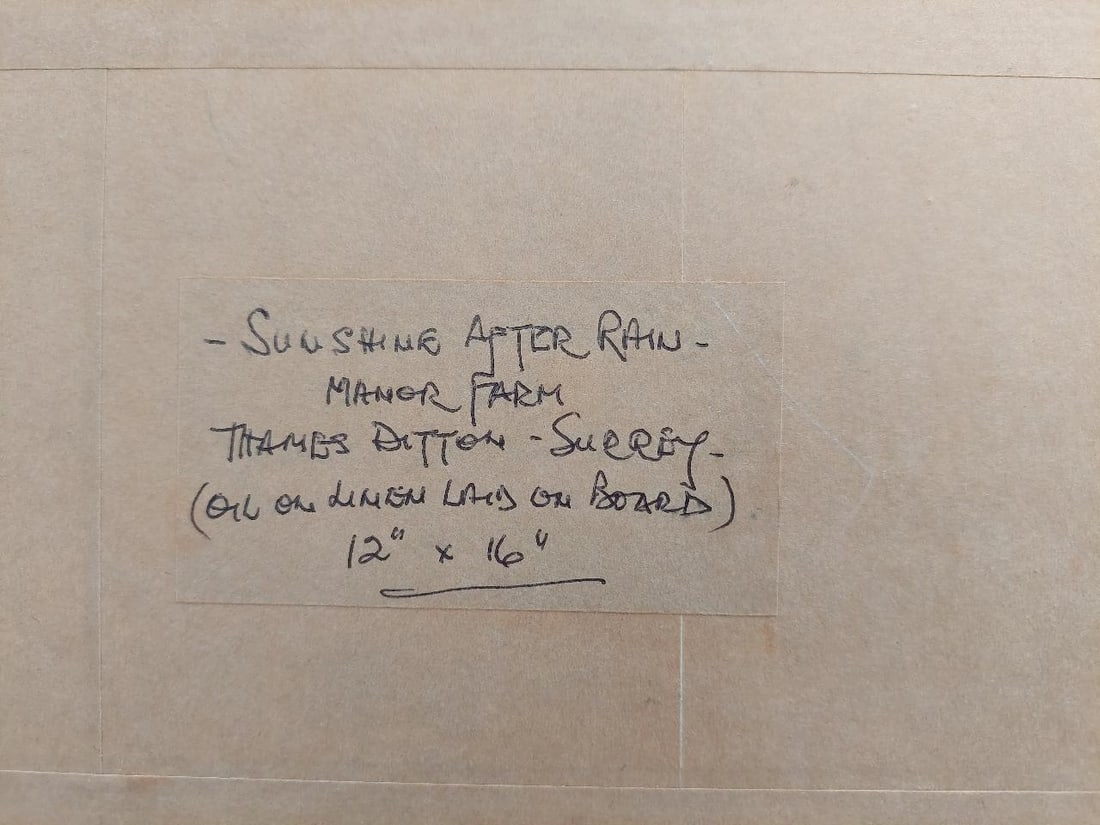 - SUNSHINE AFTER RAIN -
MANOR FARM
THAMES DITTON - SURREY -
(OIL ON LINEN LAID ON BOARD)
12" x 16"